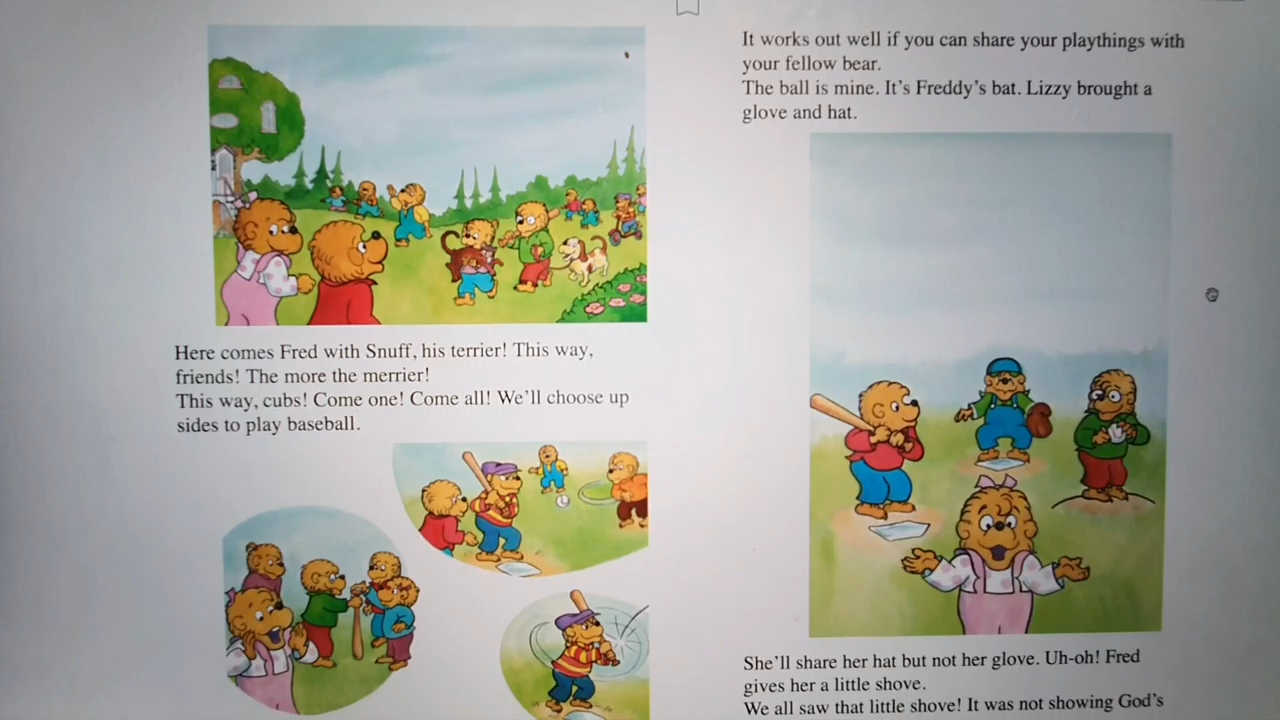 Here comes Fred with Snuff, his terrier! This way,
friends! The more the merrier!
This way, cubs! Come one! Come all! We'll choose up
sides to play baseball.
It works out well if you can share your playthings with
your fellow bear.
The ball is mine. It's Freddy's bat. Lizzy brought a
glove and hat.
She'll share her hat but not her glove. Uh-oh! Fred
gives her a little shove.
We all saw that little shove! It was not showing God's